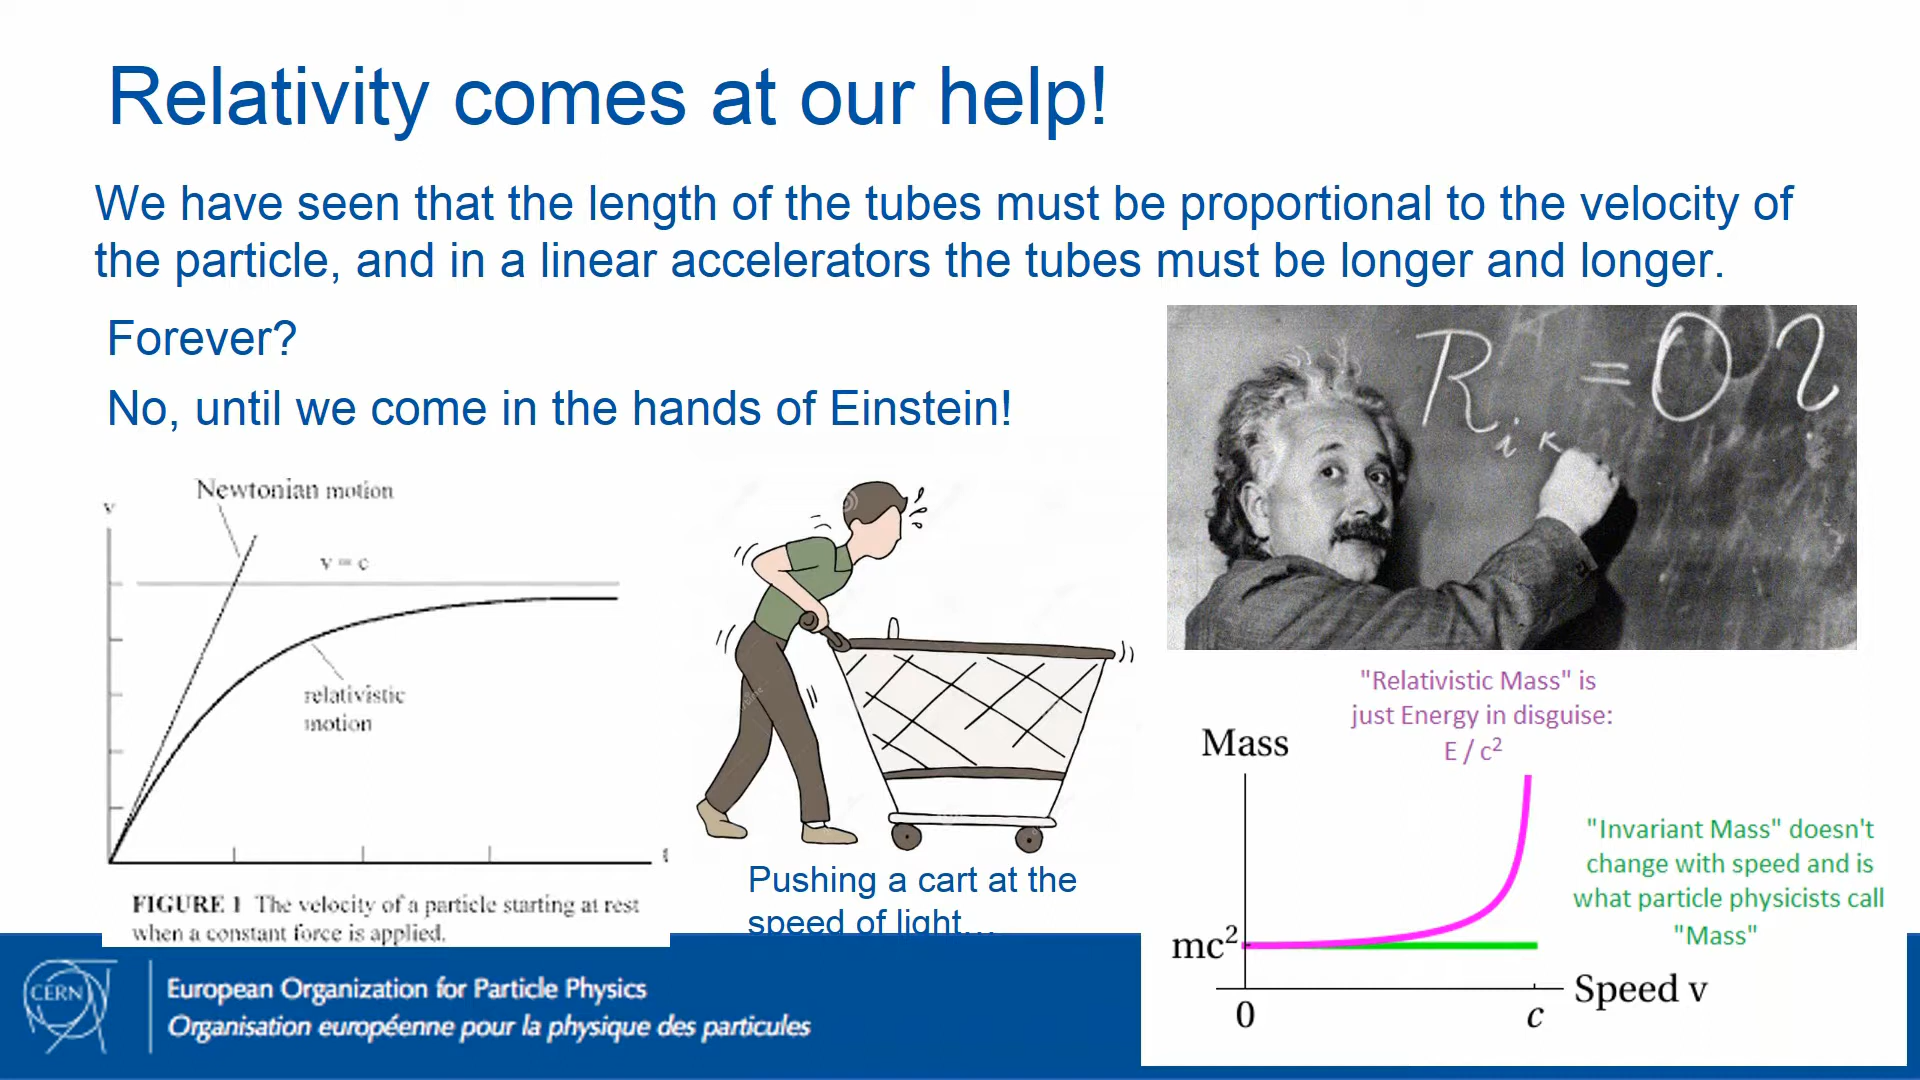 Relativity comes at our help!
We have seen that the length of the tubes must be proportional to the velocity of
the particle, and in a linear accelerators the tubes must be longer and longer.
Forever?
No, until we come in the hands of Einstein!
R i κ = 0
Newtonian motion
v
v = c
relativistic
motion
t
FIGURE 1 The velocity of a particle starting at rest
when a constant force is applied.
Pushing a cart at the
speed of light...
"Relativistic Mass" is
just Energy in disguise:
E / c²
Mass
"Invariant Mass" doesn't
change with speed and is
what particle physicists call
"Mass"
mc²
Speed v
0
c
CERN
European Organization for Particle Physics
Organisation européenne pour la physique des particules